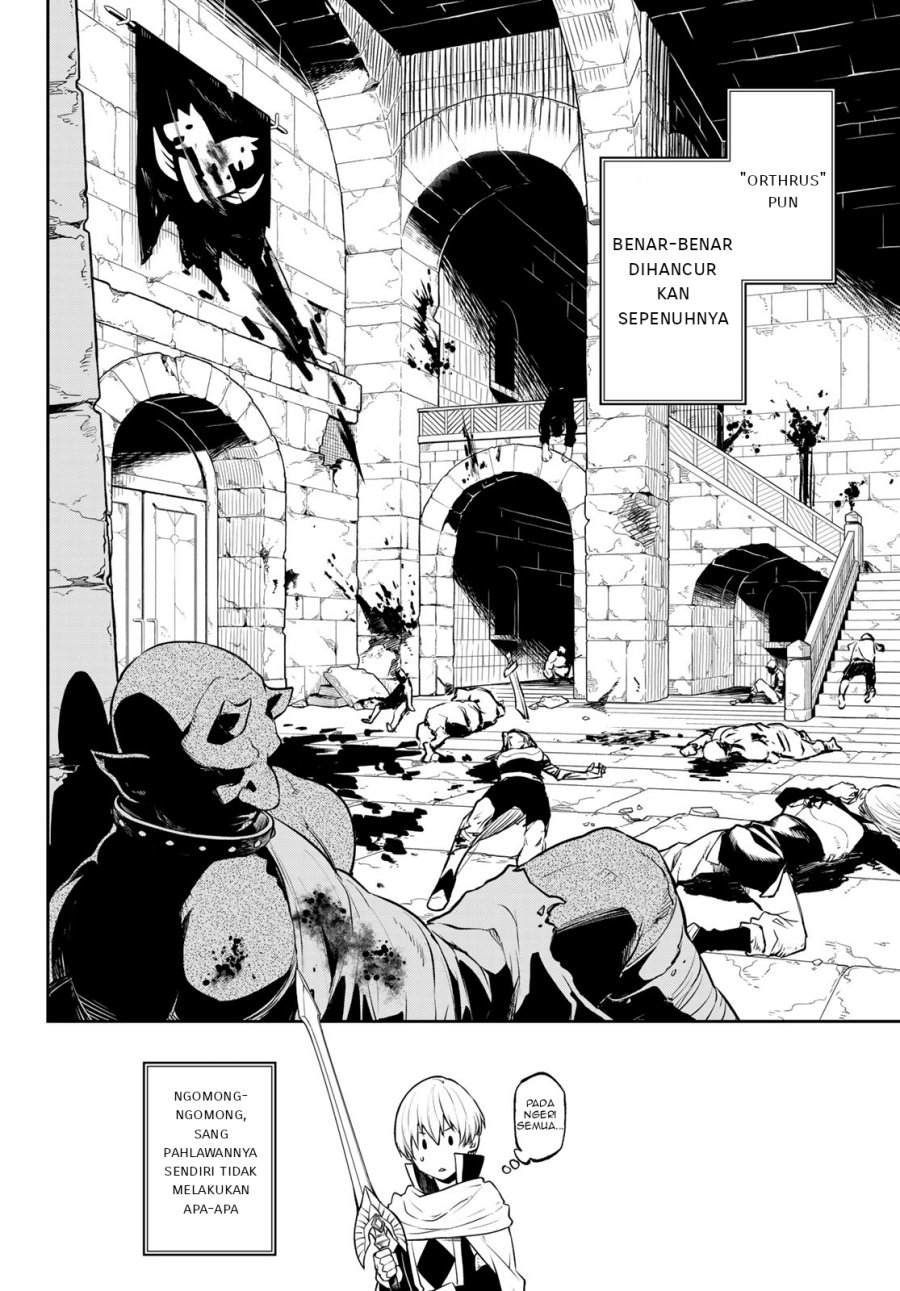 "ORTHRUS"
PUN
BENAR-BENAR
DIHANCUR
KAN
SEPENUHNYA
NGOMONG-
NGOMONG,
SANG
PAHLAWANNYA
SENDIRI TIDAK
MELAKUKAN
APA-APA
PADA
NGERI
SEMUA...